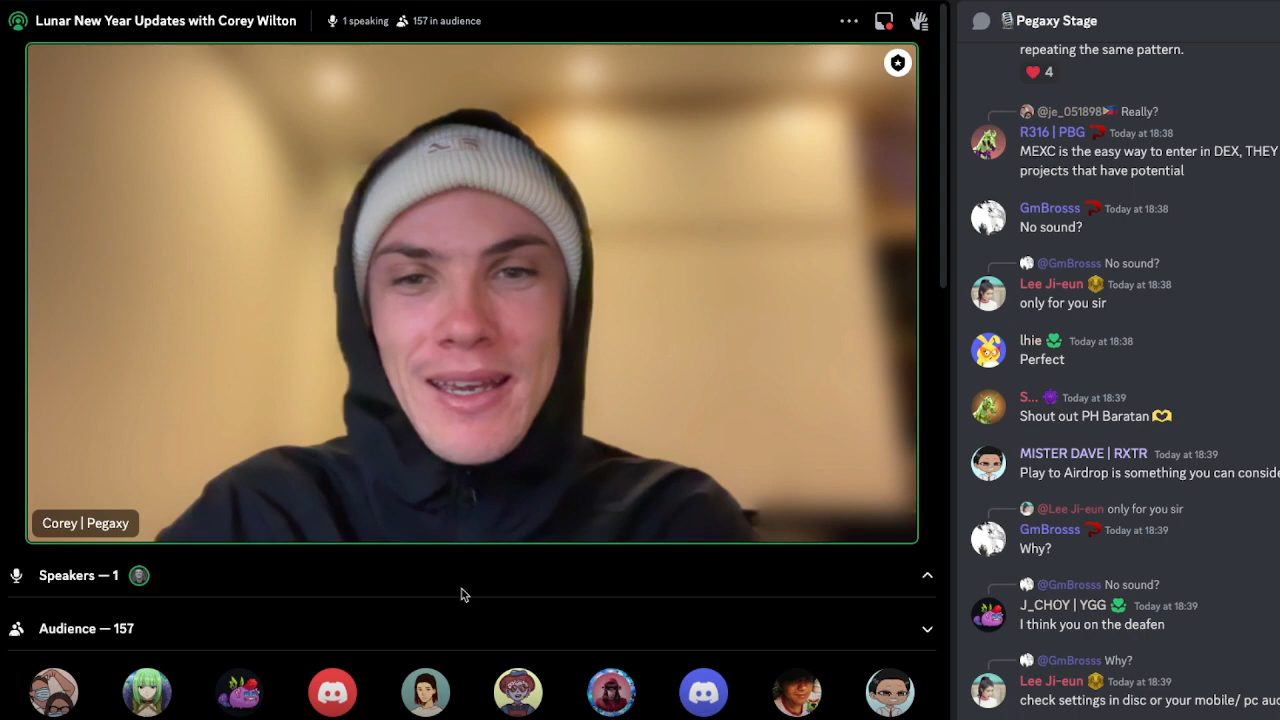 Lunar New Year Updates with Corey Wilton
1 speaking
157 in audience
Corey | Pegaxy
Speakers — 1
Audience — 157
Pegaxy Stage
repeating the same pattern.
4
@je_051898 Really?
R316 | PBG Today at 18:38
MEXC is the easy way to enter in DEX, THEY
projects that have potential
GmBrosss Today at 18:38
No sound?
@GmBrosss No sound?
Lee Ji-eun Today at 18:38
only for you sir
lhie Today at 18:38
Perfect
S... Today at 18:39
Shout out PH Baratan
MISTER DAVE | RXTR Today at 18:39
Play to Airdrop is something you can conside
@Lee Ji-eun only for you sir
GmBrosss Today at 18:39
Why?
@GmBrosss No sound?
J_CHOY | YGG Today at 18:39
I think you on the deafen
@GmBrosss Why?
Lee Ji-eun Today at 18:39
check settings in disc or your mobile/ pc au